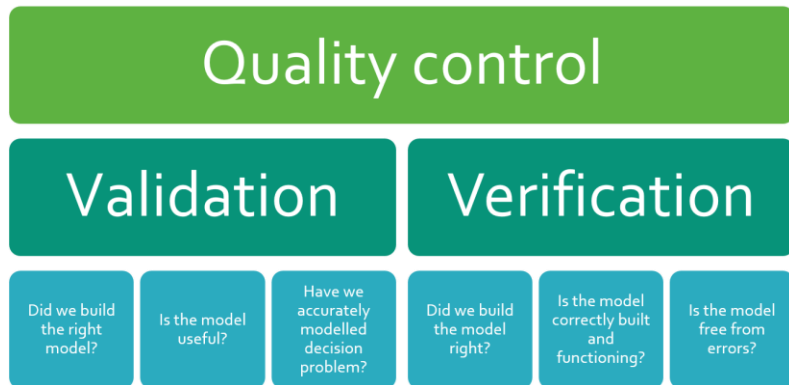 Quality control
Validation
Verification
Did we build
the right
model?
Is the model
useful?
Have we
accurately
modelled
decision
problem?
Did we build
the model
right?
Is the model
correctly built
and
functioning?
Is the model
free from
errors?